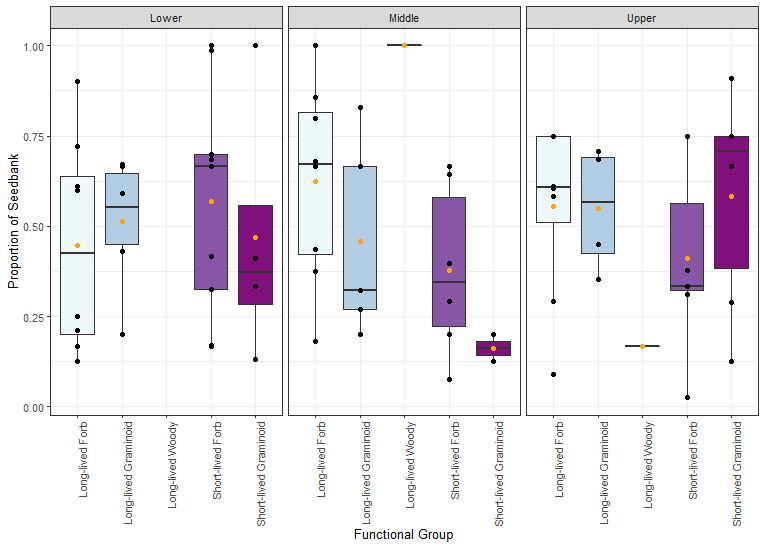 Lower Middle Upper
Proportion of Seedbank
1.00
0.75
0.50
0.25
0.00
Long-lived Forb
Long-lived Graminoid
Long-lived Woody
Short-lived Forb
Short-lived Graminoid
Long-lived Forb
Long-lived Graminoid
Long-lived Woody
Short-lived Forb
Short-lived Graminoid
Long-lived Forb
Long-lived Graminoid
Long-lived Woody
Short-lived Forb
Short-lived Graminoid
Functional Group